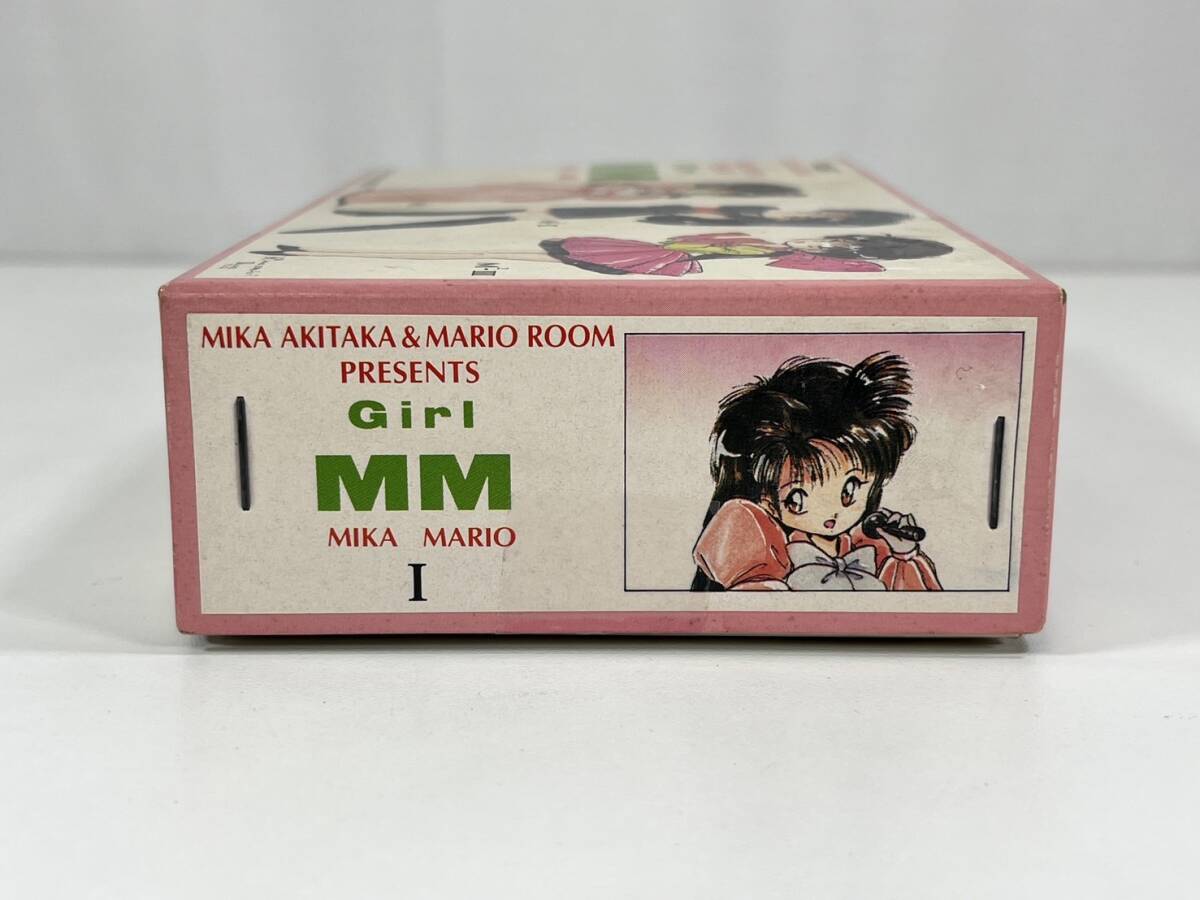 MIKA AKITAKA & MARIO ROOM
PRESENTS
Girl
MM
MIKA MARIO
I